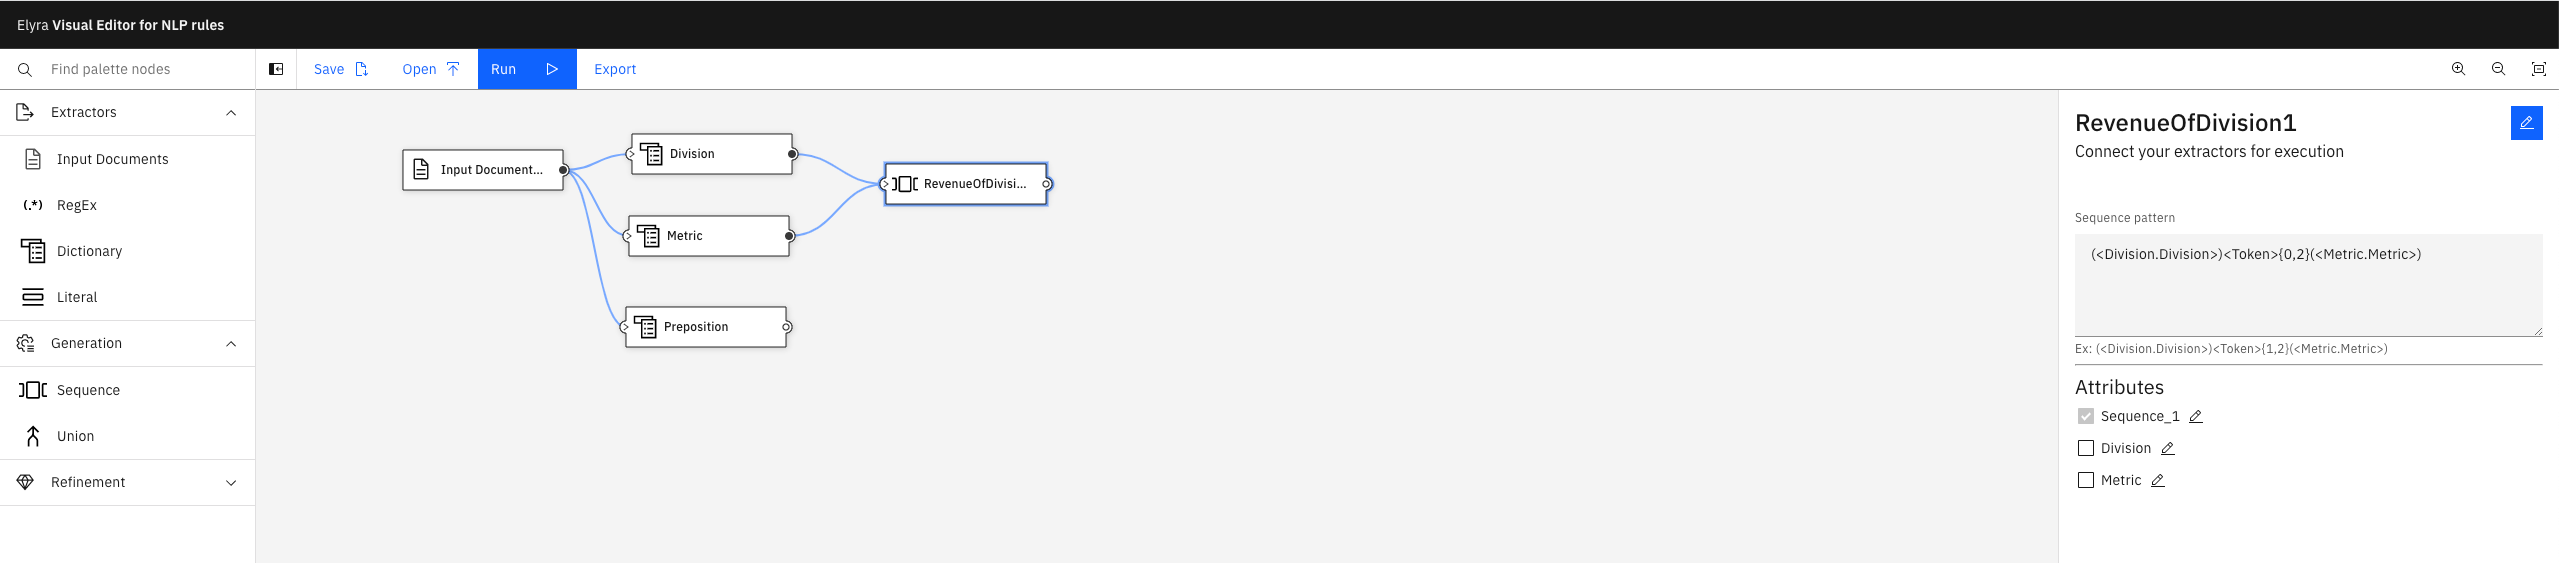 Elyra Visual Editor for NLP rules
Find palette nodes
Save
Open
Run
Export
Extractors
Input Documents
(.*) RegEx
Dictionary
Literal
Generation
Sequence
Union
Refinement
Input Document...
Division
Metric
Preposition
RevenueOfDivisi...
RevenueOfDivision1
Connect your extractors for execution
Sequence pattern
(<Division.Division>)<Token>{0,2}(<Metric.Metric>)
Ex: (<Division.Division>)<Token>{1,2}(<Metric.Metric>)
Attributes
Sequence_1
Division
Metric